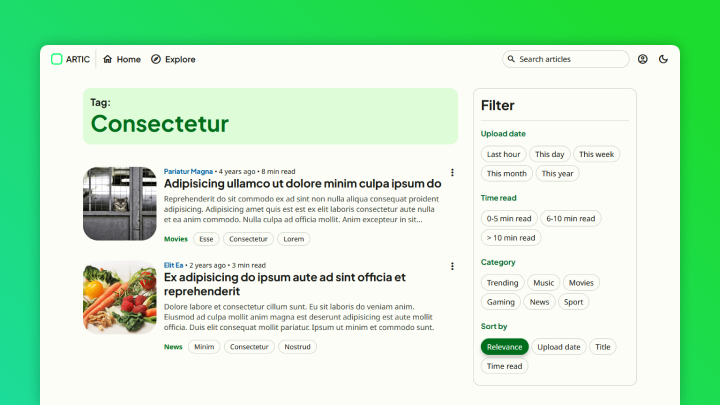 ARTIC
Home
Explore
Search articles
Tag:
Consectetur
Pariatur Magna • 4 years ago • 8 min read
Adipisicing ullamco ut dolore minim culpa ipsum do
Reprehenderit do sit commodo ex ad sint non nulla aliqua consequat proident
adipisicing. Adipisicing amet quis est est ex elit laboris consectetur aute nulla
et ea anim commodo. Nulla culpa ad officia mollit. Anim excepteur in sit...
Movies
Esse
Consectetur
Lorem
Elit Ea • 2 years ago • 3 min read
Ex adipisicing do ipsum aute ad sint officia et
reprehenderit
Dolore labore et consectetur cillum sunt. Eu sit laboris do veniam anim.
Eiusmod ad culpa mollit anim magna est deserunt adipisicing est aute mollit
officia. Duis elit consequat mollit pariatur. Ipsum ut minim et commodo sunt.
News
Minim
Consectetur
Nostrud
Filter
Upload date
Last hour
This day
This week
This month
This year
Time read
0-5 min read
6-10 min read
> 10 min read
Category
Trending
Music
Movies
Gaming
News
Sport
Sort by
Relevance
Upload date
Title
Time read